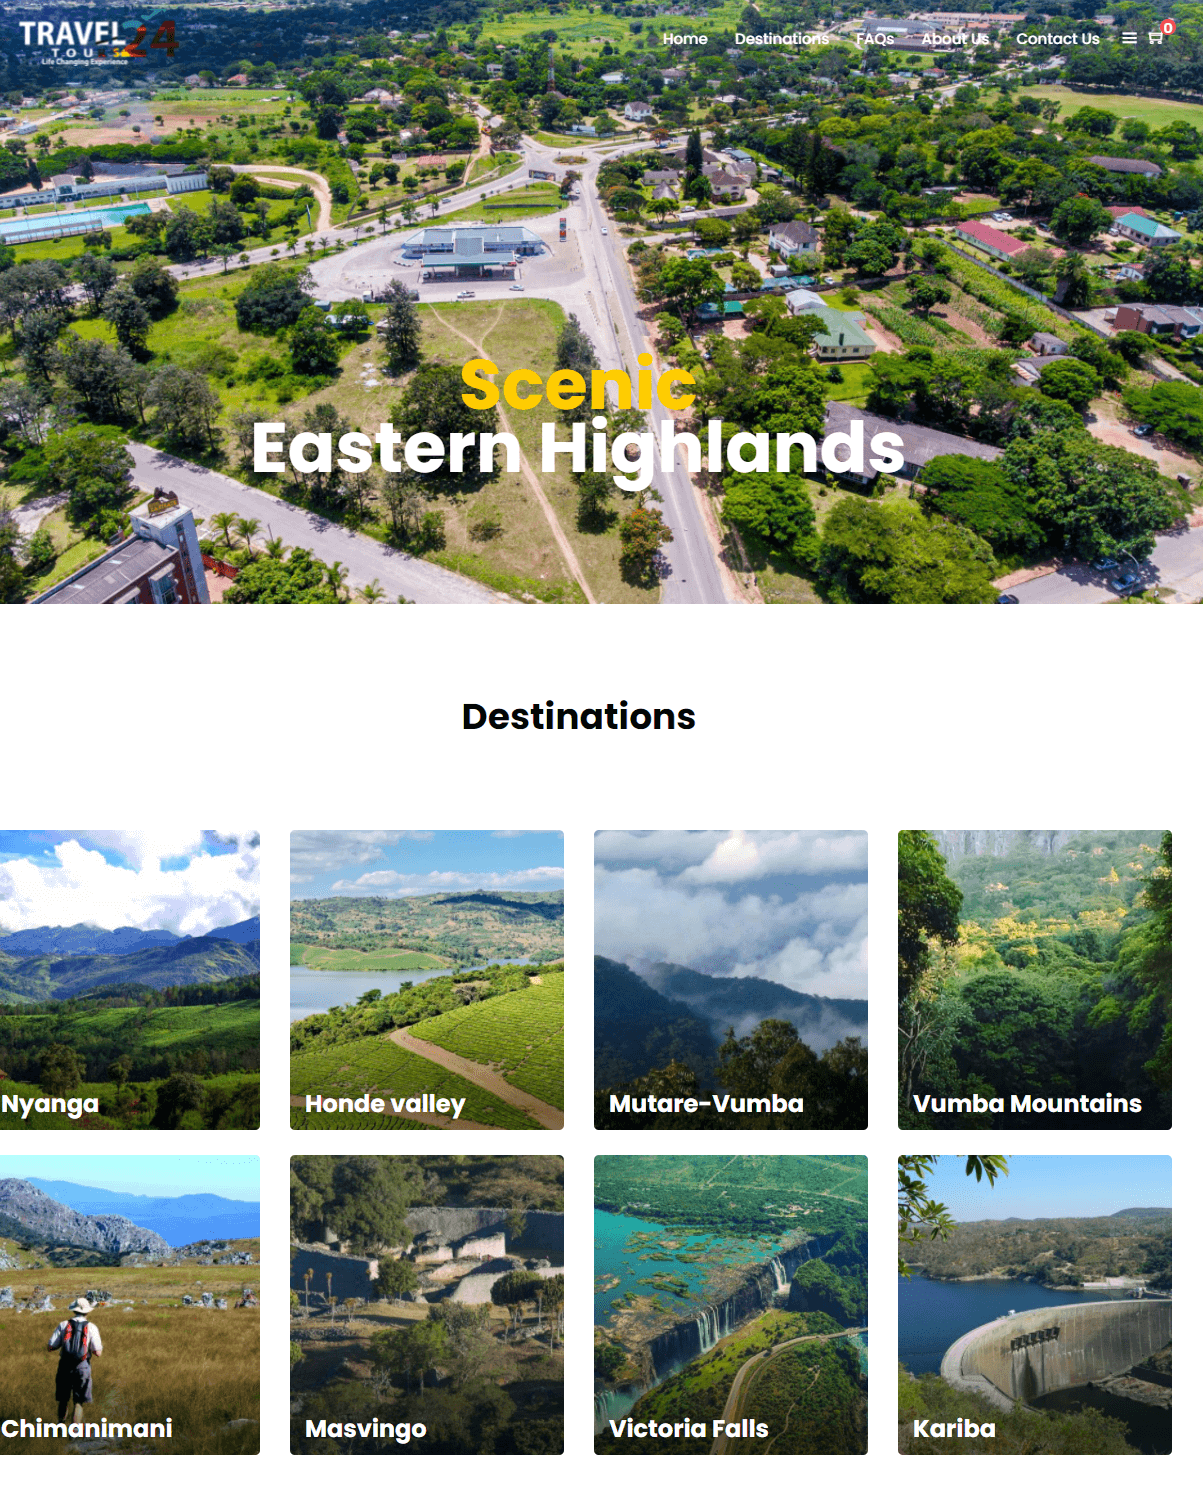 TRAVEL 24
TOURS
Life Changing Experience
Home
Destinations
FAQs
About Us
Contact Us
0
Scenic
Eastern Highlands
Destinations
Nyanga
Honde valley
Mutare-Vumba
Vumba Mountains
Chimanimani
Masvingo
Victoria Falls
Kariba